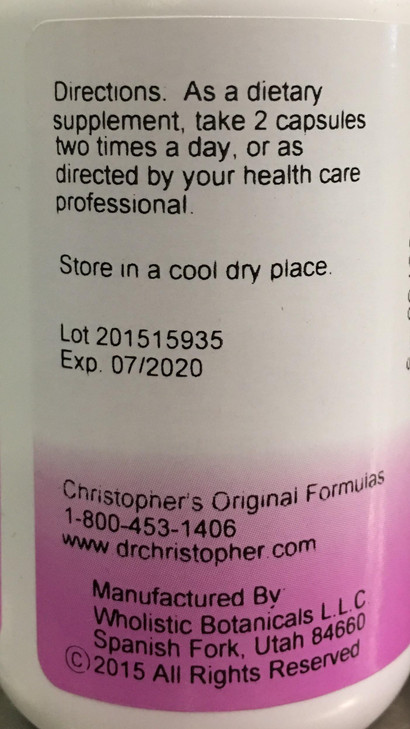 Directions: As a dietary
supplement, take 2 capsules
two times a day, or as
directed by your health care
professional.
Store in a cool dry place.
Lot 201515935
Exp. 07/2020
Christopher's Original Formulas
1-800-453-1406
www drchristopher.com
Manufactured By
Wholistic Botanicals L.L.C.
Spanish Fork, Utah 84660
©2015 All Rights Reserved